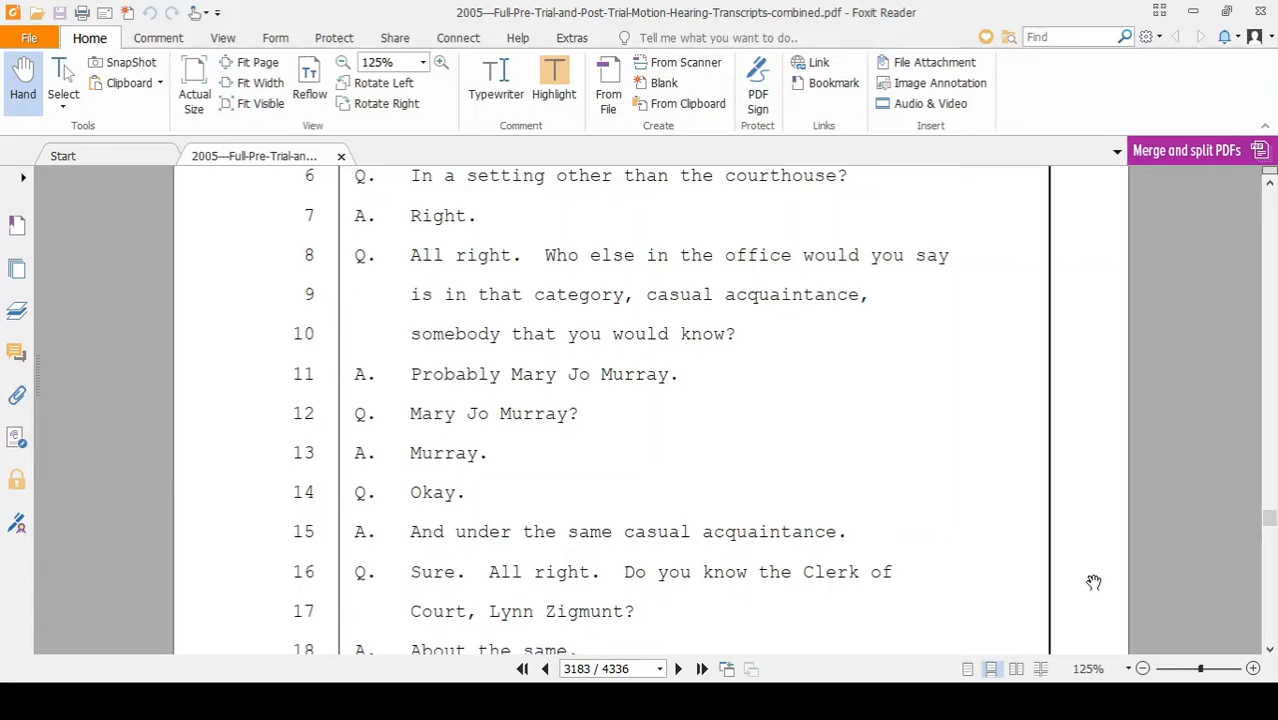 2005---Full-Pre-Trial-and-Post-Trial-Motion-Hearing-Transcripts-combined.pdf - Foxit Reader
File Home Comment View Form Protect Share Connect Help Extras Tell me what you want to do.. Find
Hand
Select
SnapShot
Clipboard
Tools
Actual Size
Fit Page
Fit Width
Fit Visible
Reflow
125%
Rotate Left
Rotate Right
View
Typewriter
Highlight
Comment
From File
From Scanner
Blank
From Clipboard
Create
PDF Sign
Protect
Link
Bookmark
Links
File Attachment
Image Annotation
Audio & Video
Insert
Start 2005---Full-Pre-Trial-an... Merge and split PDFs
6 Q. In a setting other than the courthouse?
7 A. Right.
8 Q. All right. Who else in the office would you say
9 is in that category, casual acquaintance,
10 somebody that you would know?
11 A. Probably Mary Jo Murray.
12 Q. Mary Jo Murray?
13 A. Murray.
14 Q. Okay.
15 A. And under the same casual acquaintance.
16 Q. Sure. All right. Do you know the Clerk of
17 Court, Lynn Zigmunt?
18 A. About the same.
3183 / 4336 125%